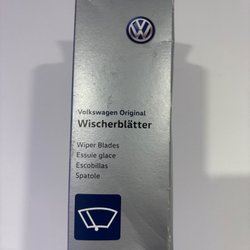 Volkswagen Original
Wischerblätter
Wiper Blades
Essuie glace
Escobillas
Spatole